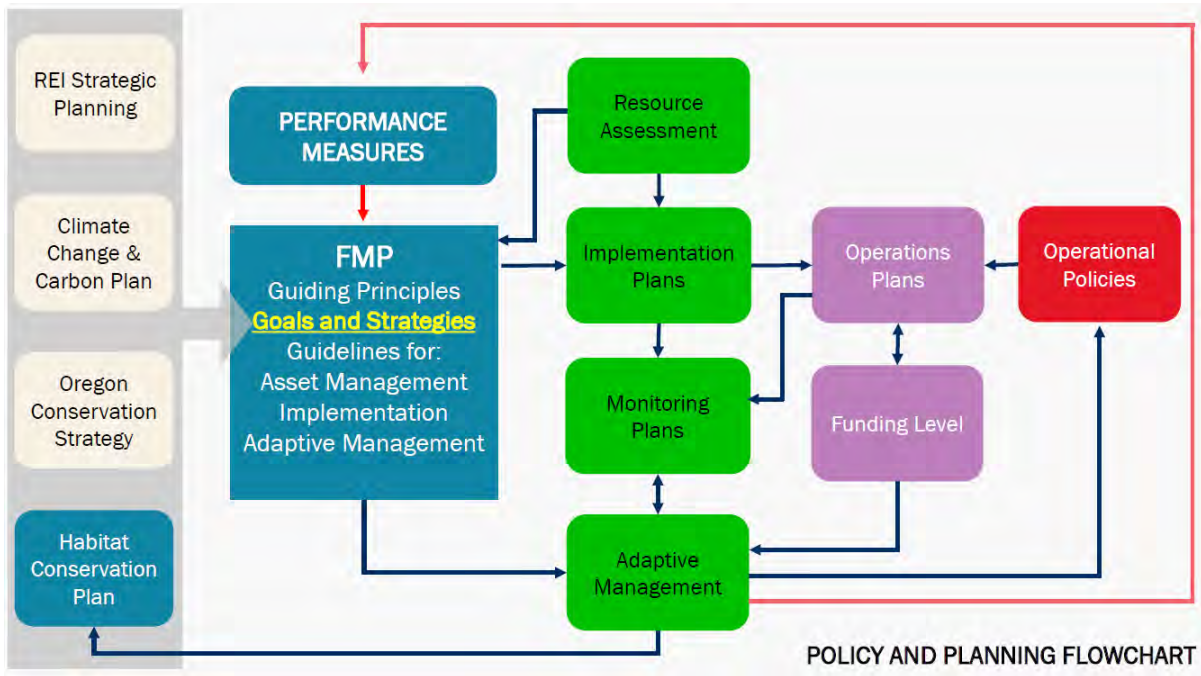 REI Strategic
Planning
Climate
Change &
Carbon Plan
Oregon
Conservation
Strategy
Habitat
Conservation
Plan
PERFORMANCE
MEASURES
FMP
Guiding Principles
Goals and Strategies
Guidelines for:
Asset Management
Implementation
Adaptive Management
Resource
Assessment
Implementation
Plans
Monitoring
Plans
Adaptive
Management
Operations
Plans
Funding Level
Operational
Policies
POLICY AND PLANNING FLOWCHART